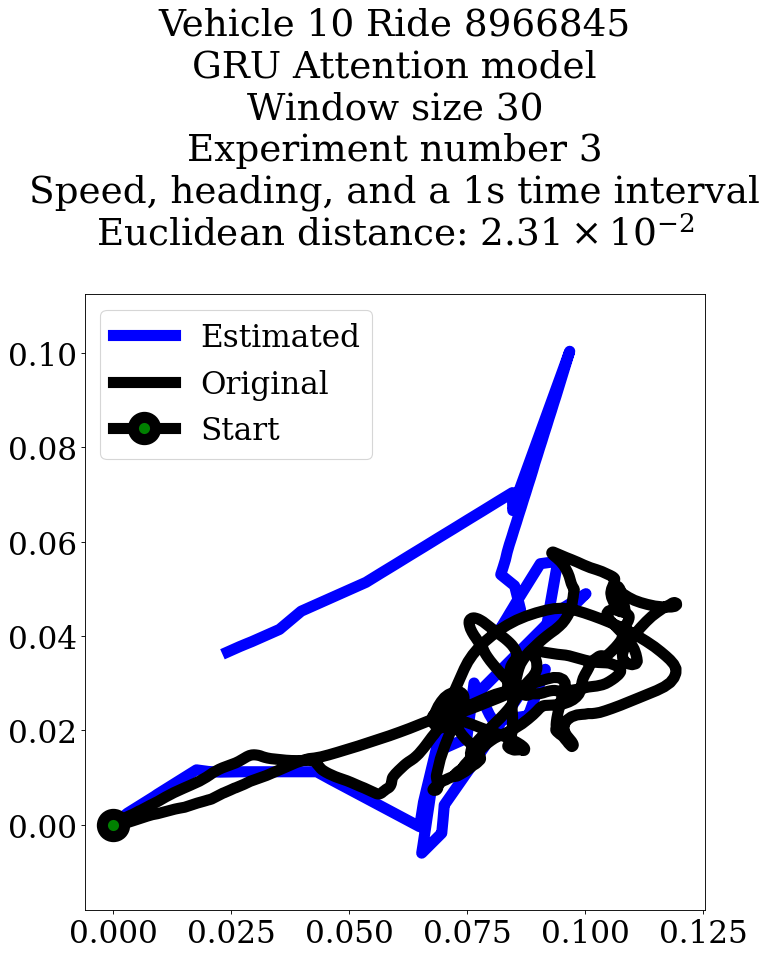 Vehicle 10 Ride 8966845
GRU Attention model
Window size 30
Experiment number 3
Speed, heading, and a 1s time interval
Euclidean distance: 2.31 × 10⁻²
Estimated
Original
Start
0.10
0.08
0.06
0.04
0.02
0.00
0.000 0.025 0.050 0.075 0.100 0.125